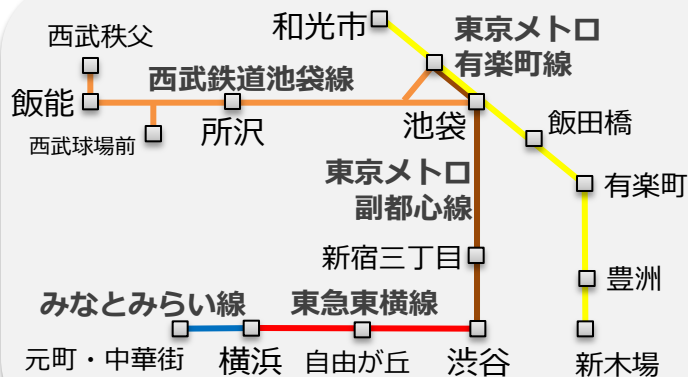 和光市
東京メトロ
有楽町線
西武秩父
西武鉄道池袋線
飯能
西武球場前
所沢
池袋
飯田橋
東京メトロ
副都心線
有楽町
新宿三丁目
豊洲
みなとみらい線
東急東横線
元町・中華街
横浜
自由が丘
渋谷
新木場